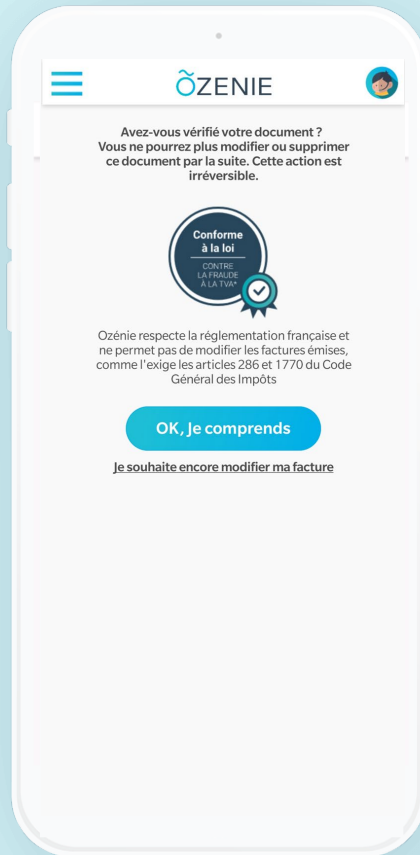 ÕZENIE
Avez-vous vérifié votre document ?
Vous ne pourrez plus modifier ou supprimer
ce document par la suite. Cette action est
irréversible.
Conforme
à la loi
CONTRE
LA FRAUDE
À LA TVA*
Ozénie respecte la réglementation française et
ne permet pas de modifier les factures émises,
comme l'exige les articles 286 et 1770 du Code
Général des Impôts
OK, Je comprends
Je souhaite encore modifier ma facture